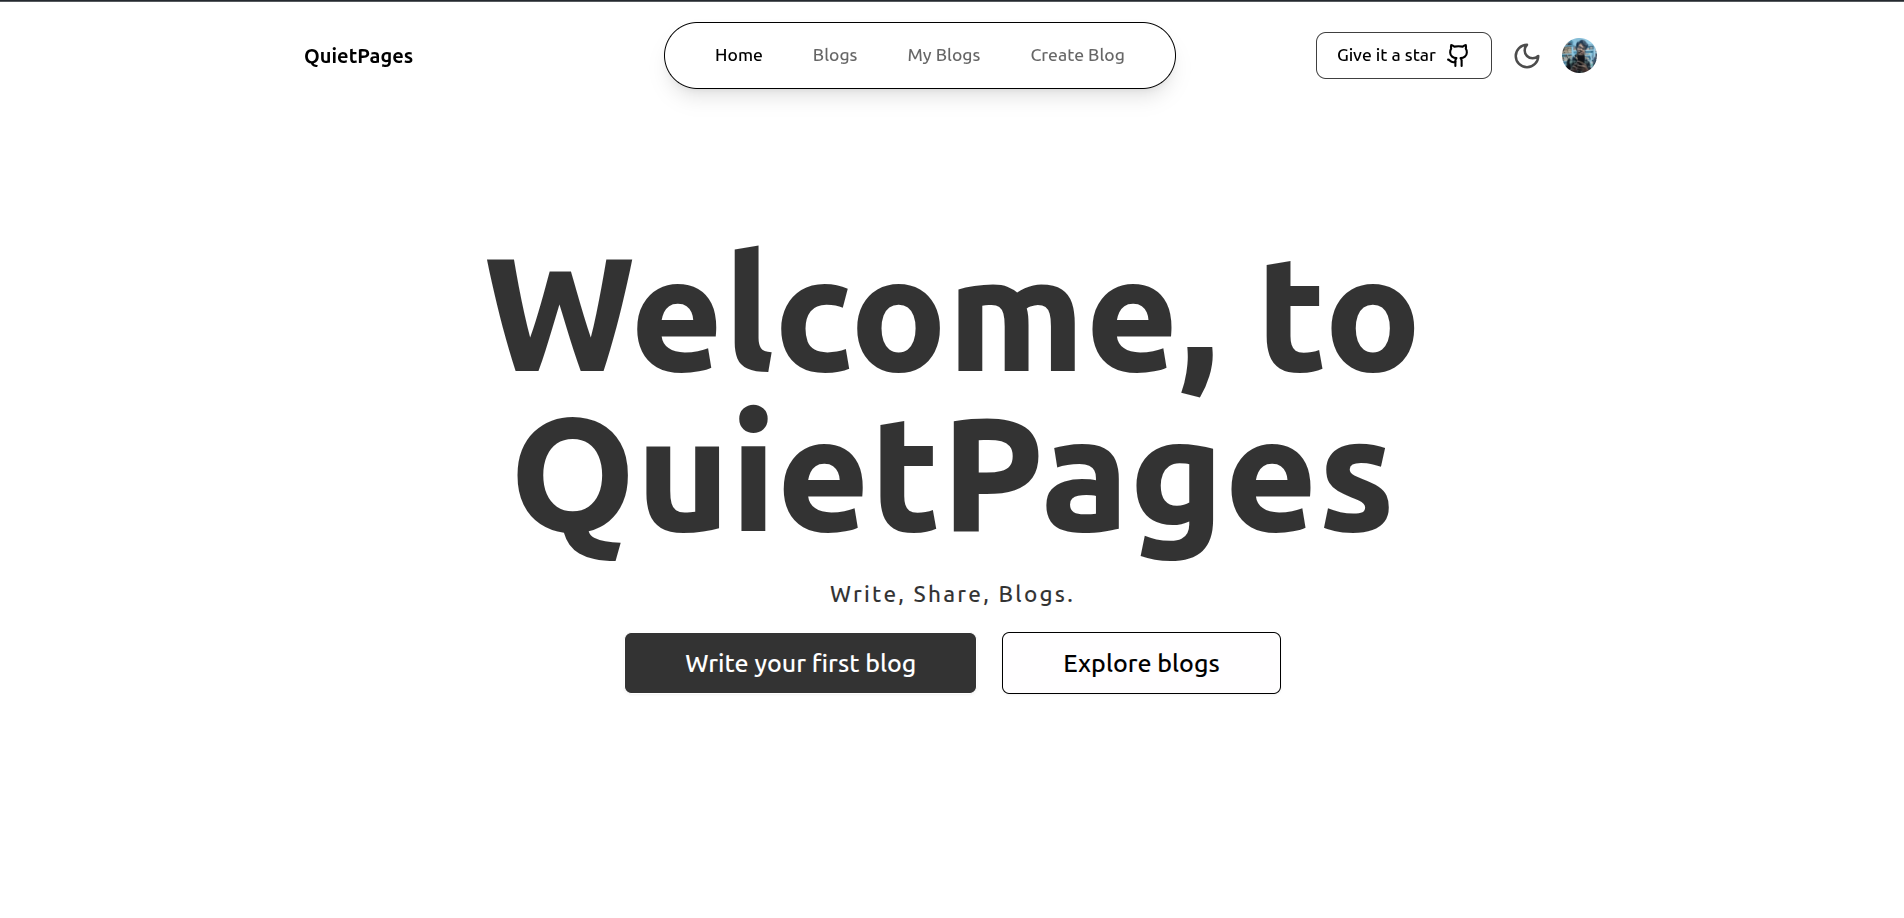 QuietPages
Home Blogs My Blogs Create Blog
Give it a star
Welcome, to
QuietPages
Write, Share, Blogs.
Write your first blog Explore blogs